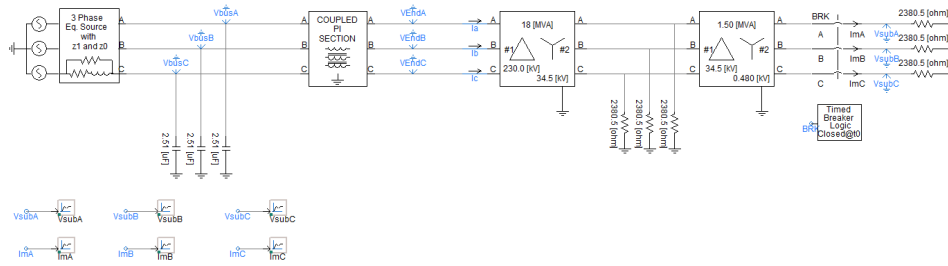 3 Phase
Eq. Source
with
z1 and z0
A
B
C
VbusA
VbusB
VbusC
2.51 [uF]
2.51 [uF]
2.51 [uF]
A
B
C
COUPLED
PI
SECTION
A
B
C
VEndA
VEndB
VEndC
Ia
Ib
Ic
A
B
C
18 [MVA]
#1
#2
230.0 [kV]
34.5 [kV]
A
B
C
2380.5 [ohm]
2380.5 [ohm]
2380.5 [ohm]
A
B
C
1.50 [MVA]
#1
#2
34.5 [kV]
0.480 [kV]
A
B
C
BRK
A
B
C
ImA
ImB
ImC
VsubA
VsubB
VsubC
2380.5 [ohm]
2380.5 [ohm]
2380.5 [ohm]
BRK
Timed
Breaker
Logic
Closed@t0
VsubA
VsubA
VsubB
VsubB
VsubC
VsubC
ImA
ImA
ImB
ImB
ImC
ImC